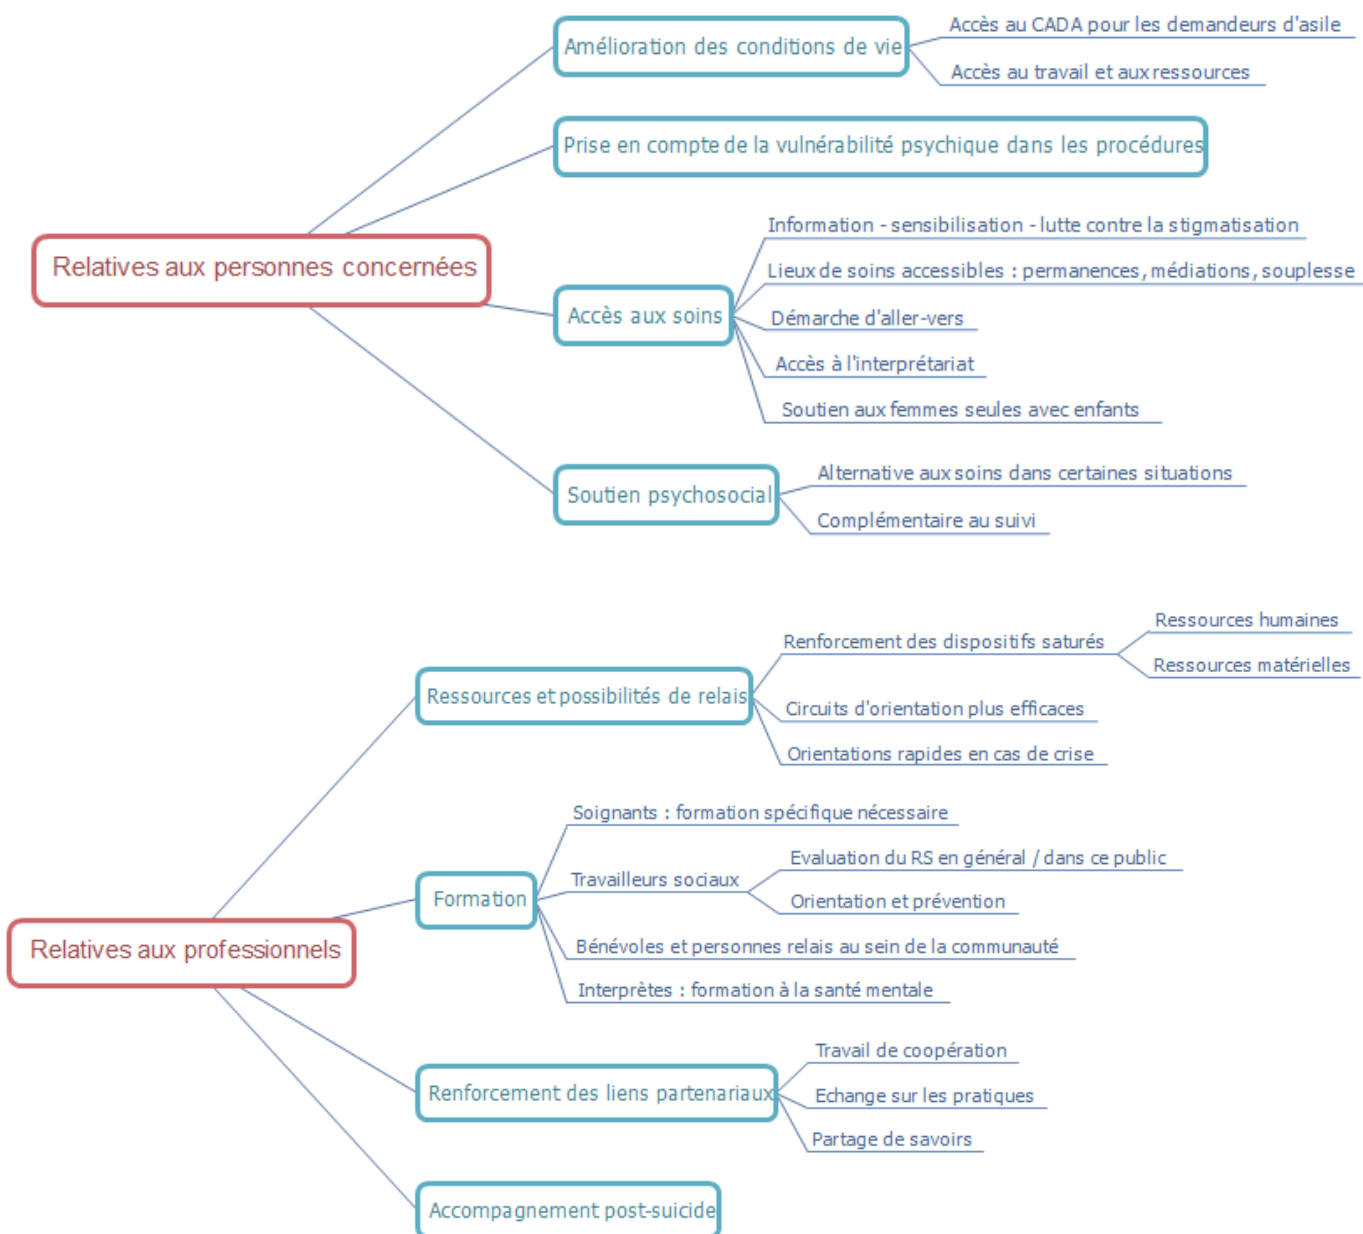 Relatives aux personnes concernées
Amélioration des conditions de vie
Accès au CADA pour les demandeurs d'asile
Accès au travail et aux ressources
Prise en compte de la vulnérabilité psychique dans les procédures
Accès aux soins
Information - sensibilisation - lutte contre la stigmatisation
Lieux de soins accessibles : permanences, médiations, souplesse
Démarche d'aller-vers
Accès à l'interprétariat
Soutien aux femmes seules avec enfants
Soutien psychosocial
Alternative aux soins dans certaines situations
Complémentaire au suivi
Relatives aux professionnels
Ressources et possibilités de relais
Renforcement des dispositifs saturés
Ressources humaines
Ressources matérielles
Circuits d'orientation plus efficaces
Orientations rapides en cas de crise
Formation
Soignants : formation spécifique nécessaire
Travailleurs sociaux
Evaluation du RS en général / dans ce public
Orientation et prévention
Bénévoles et personnes relais au sein de la communauté
Interprètes : formation à la santé mentale
Renforcement des liens partenariaux
Travail de coopération
Echange sur les pratiques
Partage de savoirs
Accompagnement post-suicide